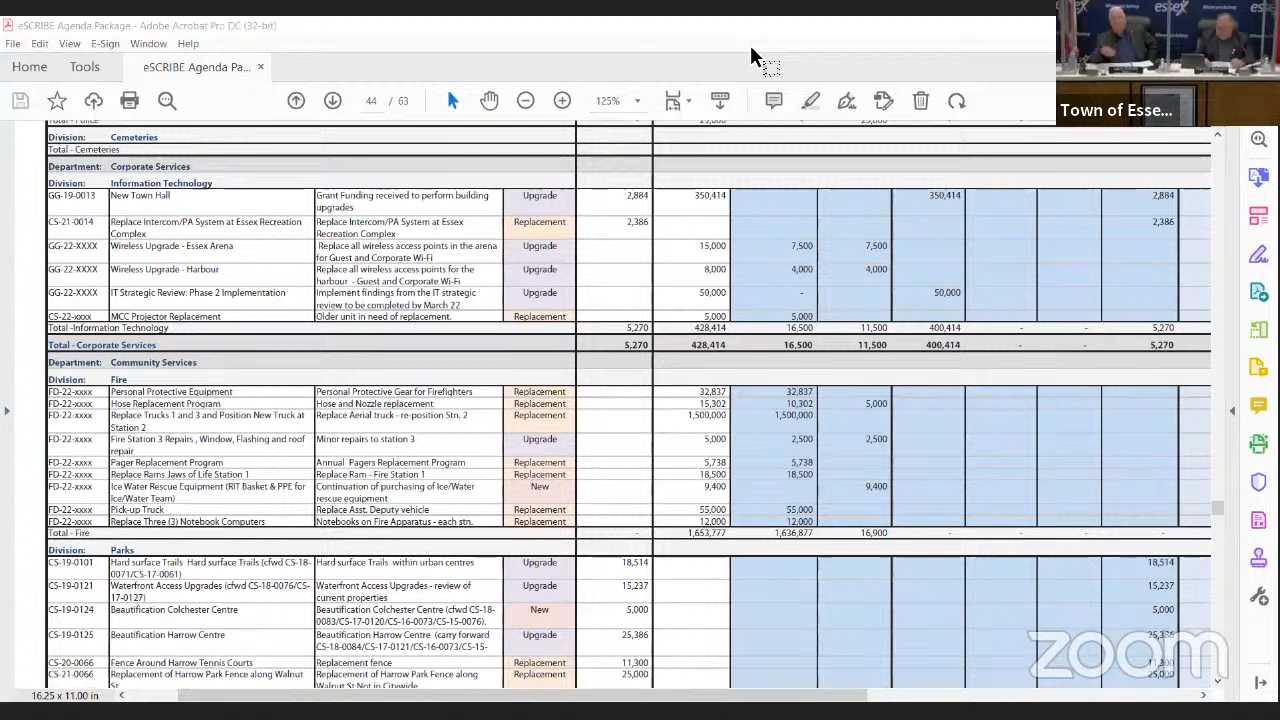 eSCRIBE Agenda Package - Adobe Acrobat Pro DC (32-bit)
File Edit View E-Sign Window Help
Home Tools eSCRIBE Agenda Pa... ×
44 / 63 125%
essex
Town of Esse...
Division: Cemeteries
Total - Cemeteries
Department: Corporate Services
Division: Information Technology
GG-19-0013 New Town Hall Grant Funding received to perform building Upgrade 2,884 350,414 350,414 2,884
upgrades
CS-21-0014 Replace Intercom/PA System at Essex Recreation Replace Intercom/PA System at Essex Replacement 2,386 2,386
Complex Recreation Complex
GG-22-XXXX Wireless Upgrade - Essex Arena Replace all wireless access points in the arena Upgrade 15,000 7,500 7,500
for Guest and Corporate Wi-Fi
GG-22-XXXX Wireless Upgrade - Harbour Replace all wireless access points for the Upgrade 8,000 4,000 4,000
harbour - Guest and Corporate Wi-Fi
GG-22-XXXX IT Strategic Review: Phase 2 Implementation Implement findings from the IT strategic Upgrade 50,000 - 50,000
review to be completed by March 22
CS-22-xxxx MCC Projector Replacement Older unit in need of replacement. Replacement 5,000 5,000
Total -Information Technology 5,270 428,414 16,500 11,500 400,414 - - 5,270
Total - Corporate Services 5,270 428,414 16,500 11,500 400,414 - - 5,270
Department: Community Services
Division: Fire
FD-22-xxxx Personal Protective Equipment Personal Protective Gear for Firefighters Replacement 32,837 32,837
FD-22-xxxx Hose Replacement Program Hose and Nozzle replacement Replacement 15,302 10,302 5,000
FD-22-xxxx Replace Trucks 1 and 3 and Position New Truck at Replace Aerial truck - re-position Stn. 2 Replacement 1,500,000 1,500,000
Station 2
FD-22-xxxx Fire Station 3 Repairs , Window, Flashing and roof Minor repairs to station 3 Upgrade 5,000 2,500 2,500
repair
FD-22-xxxx Pager Replacement Program Annual Pagers Replacement Program Replacement 5,738 5,738
FD-22-xxxx Replace Rams Jaws of Life Station 1 Replace Ram - Fire Station 1 Replacement 18,500 18,500
FD-22-xxxx Ice Water Rescue Equipment (RIT Basket & PPE for Continuation of purchasing of Ice/Water New 9,400 9,400
Ice/Water Team) rescue equipment
FD-22-xxxx Pick-up Truck Replace Asst. Deputy vehicle Replacement 55,000 55,000
FD-22-xxxx Replace Three (3) Notebook Computers Notebooks on Fire Apparatus - each stn. Replacement 12,000 12,000
Total - Fire - 1,653,777 1,636,877 16,900 - - - -
Division: Parks
CS-19-0101 Hard surface Trails Hard surface Trails (cfwd CS-18- Hard surface Trails within urban centres Upgrade 18,514 18,514
0071/CS-17-0061)
CS-19-0121 Waterfront Access Upgrades (cfwd CS-18-0076/CS- Waterfront Access Upgrades - review of Upgrade 15,237 15,237
17-0127) current properties
CS-19-0124 Beautification Colchester Centre Beautification Colchester Centre (cfwd CS-18- New 5,000 5,000
0083/CS-17-0120/CS-16-0073/CS-15-0076).
CS-19-0125 Beautification Harrow Centre Beautification Harrow Centre (carry forward Upgrade 25,386 25,386
CS-18-0084/CS-17-0121/CS-16-0073/CS-15-
CS-20-0066 Fence Around Harrow Tennis Courts Replacement fence Replacement 11,300 11,300
CS-21-0066 Replacement of Harrow Park Fence along Walnut Replacement of Harrow Park Fence along Replacement 25,000
St Walnut St Not in Citywide
zoom
16.25 x 11.00 in